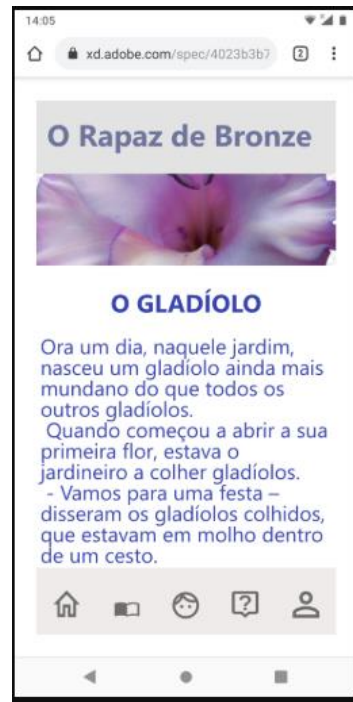 14:05
xd.adobe.com/spec/4023b3b7
2
O Rapaz de Bronze
O GLADÍOLO
Ora um dia, naquele jardim,
nasceu um gladíolo ainda mais
mundano do que todos os
outros gladíolos.
Quando começou a abrir a sua
primeira flor, estava o
jardineiro a colher gladíolos.
- Vamos para uma festa –
disseram os gladíolos colhidos,
que estavam em molho dentro
de um cesto.
?